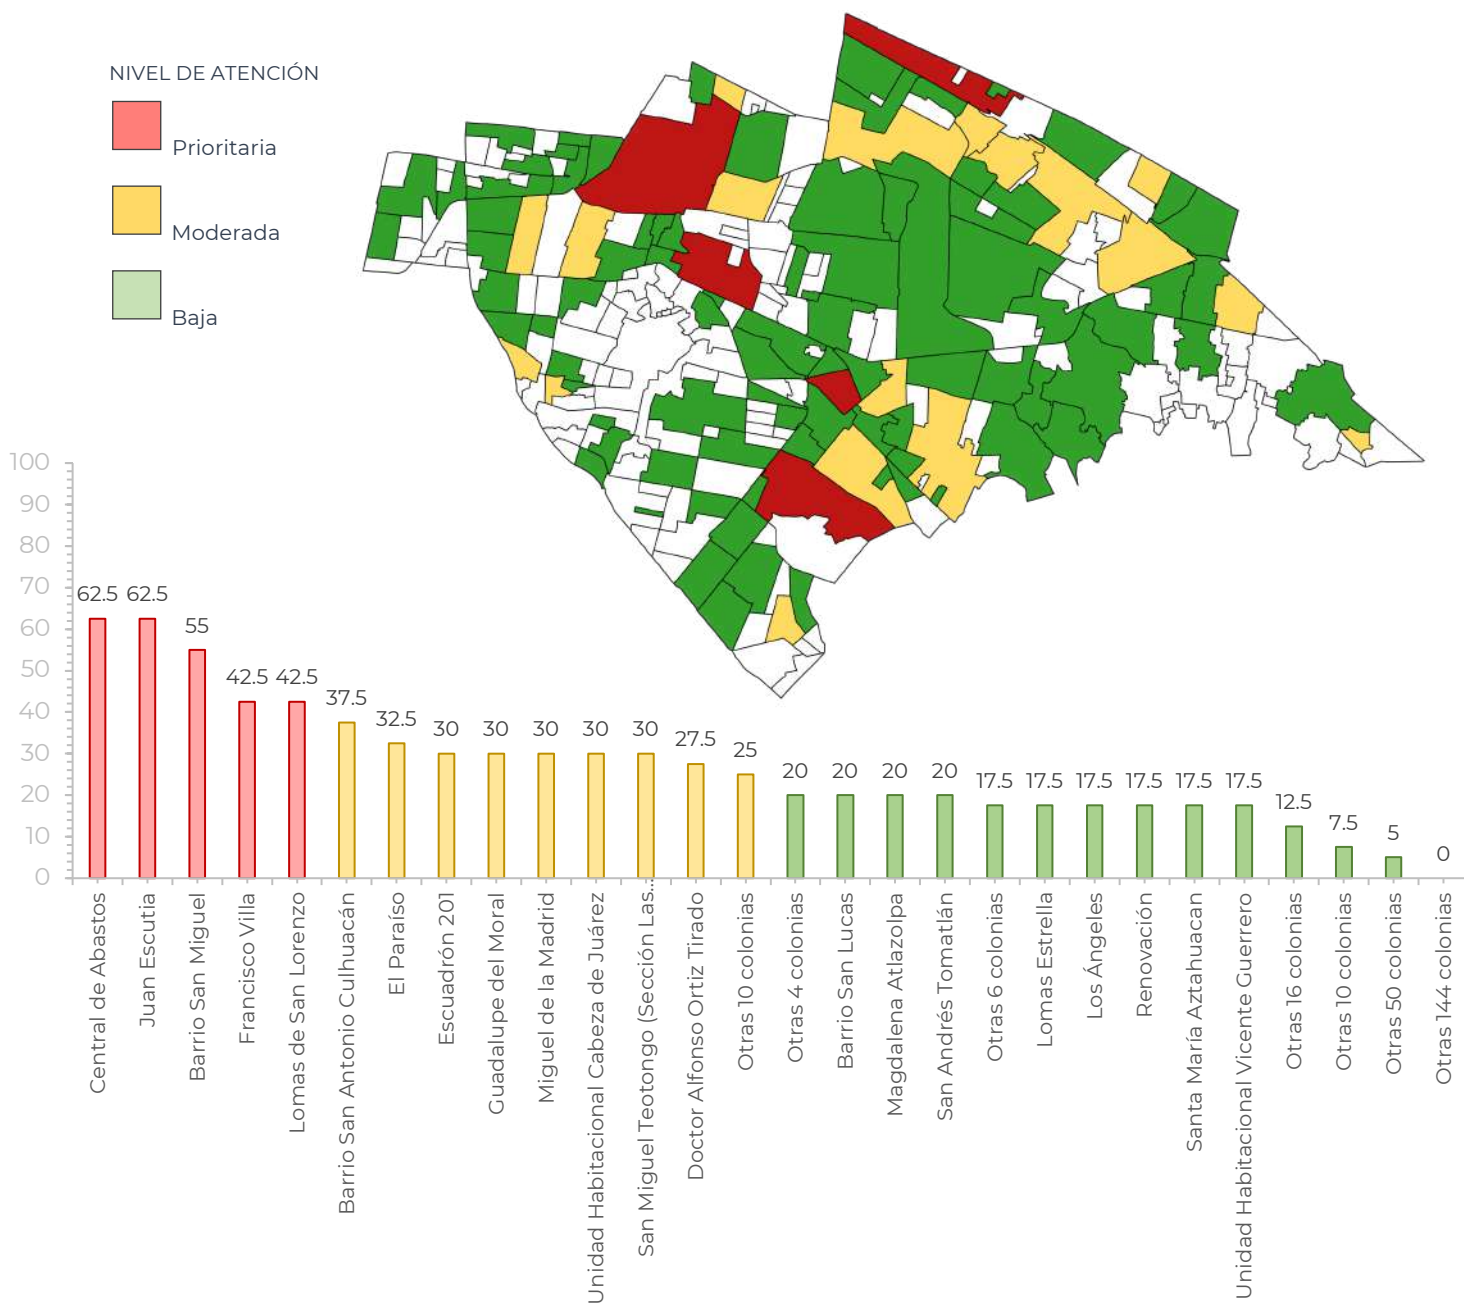 NIVEL DE ATENCIÓN
Prioritaria
Moderada
Baja
100
90
80
70
60
50
40
30
20
10
0
62.5
62.5
55
42.5
42.5
37.5
32.5
30
30
30
30
30
27.5
25
20
20
20
20
17.5
17.5
17.5
17.5
17.5
17.5
12.5
7.5
5
0
Central de Abastos
Juan Escutia
Barrio San Miguel
Francisco Villa
Lomas de San Lorenzo
Barrio San Antonio Culhuacán
El Paraíso
Escuadrón 201
Guadalupe del Moral
Miguel de la Madrid
Unidad Habitacional Cabeza de Juárez
San Miguel Teotongo (Sección Las...
Doctor Alfonso Ortiz Tirado
Otras 10 colonias
Otras 4 colonias
Barrio San Lucas
Magdalena Atlazolpa
San Andrés Tomatlán
Otras 6 colonias
Lomas Estrella
Los Ángeles
Renovación
Santa María Aztahuacan
Unidad Habitacional Vicente Guerrero
Otras 16 colonias
Otras 10 colonias
Otras 50 colonias
Otras 144 colonias